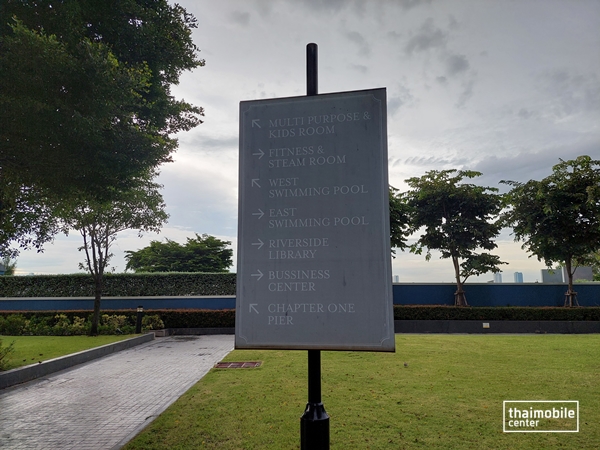 MULTI PURPOSE &
KIDS ROOM
FITNESS &
STEAM ROOM
WEST
SWIMMING POOL
EAST
SWIMMING POOL
RIVERSIDE
LIBRARY
BUSSINESS
CENTER
CHAPTER ONE
PIER
thaimobile
center